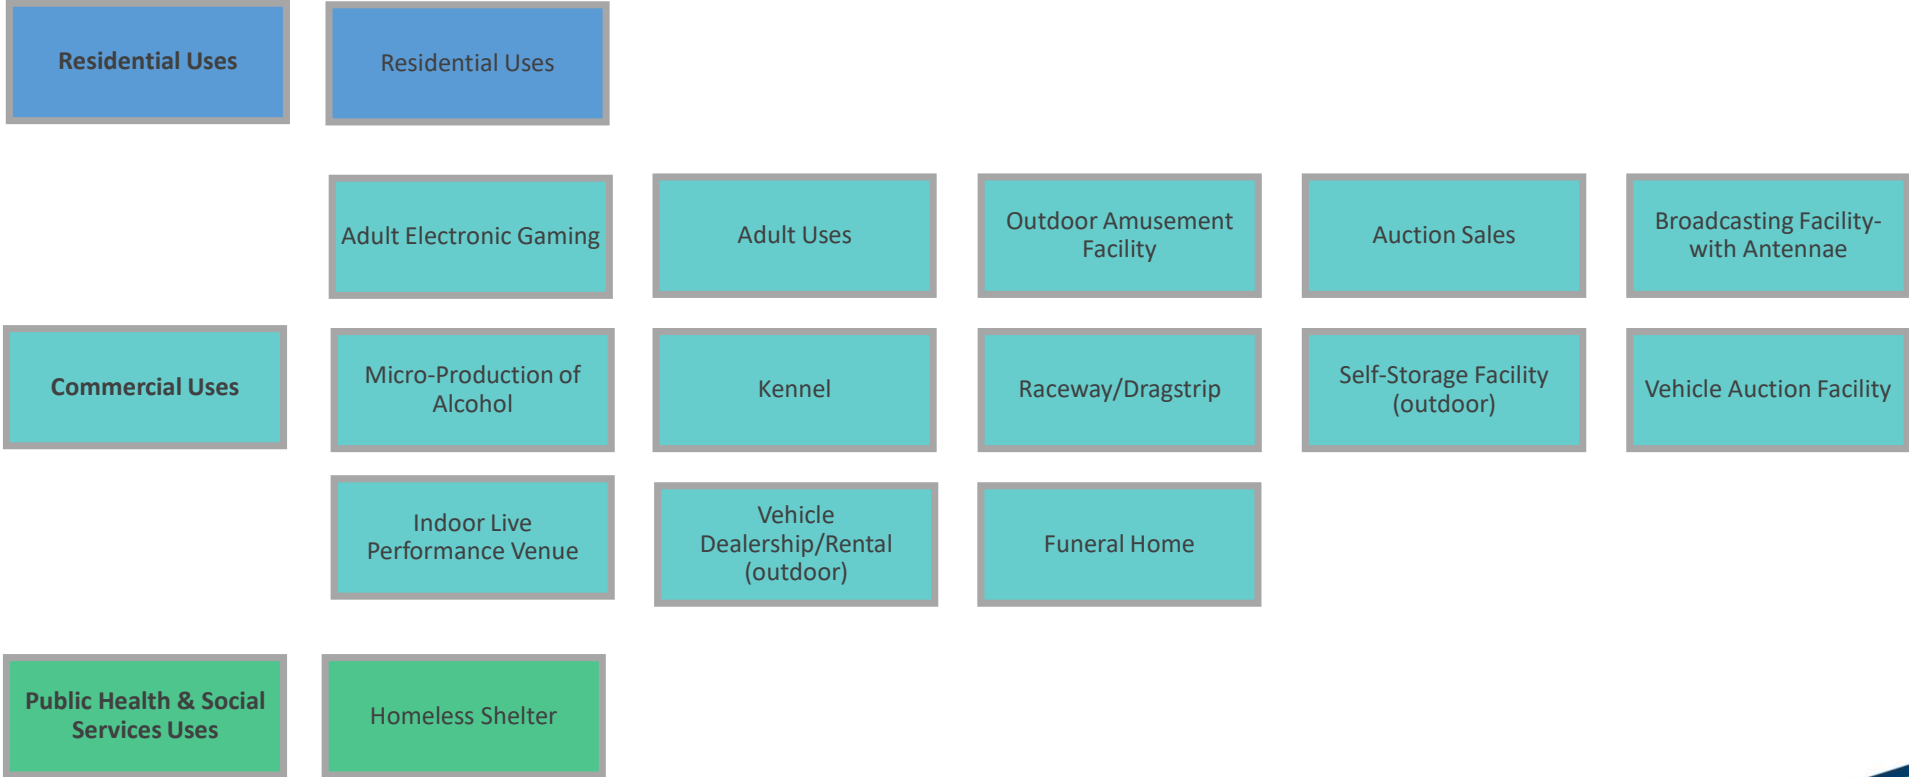 Residential Uses
Residential Uses
Adult Electronic Gaming
Adult Uses
Outdoor Amusement
Facility
Auction Sales
Broadcasting Facility-
with Antennae
Commercial Uses
Micro-Production of
Alcohol
Kennel
Raceway/Dragstrip
Self-Storage Facility
(outdoor)
Vehicle Auction Facility
Indoor Live
Performance Venue
Vehicle
Dealership/Rental
(outdoor)
Funeral Home
Public Health & Social
Services Uses
Homeless Shelter